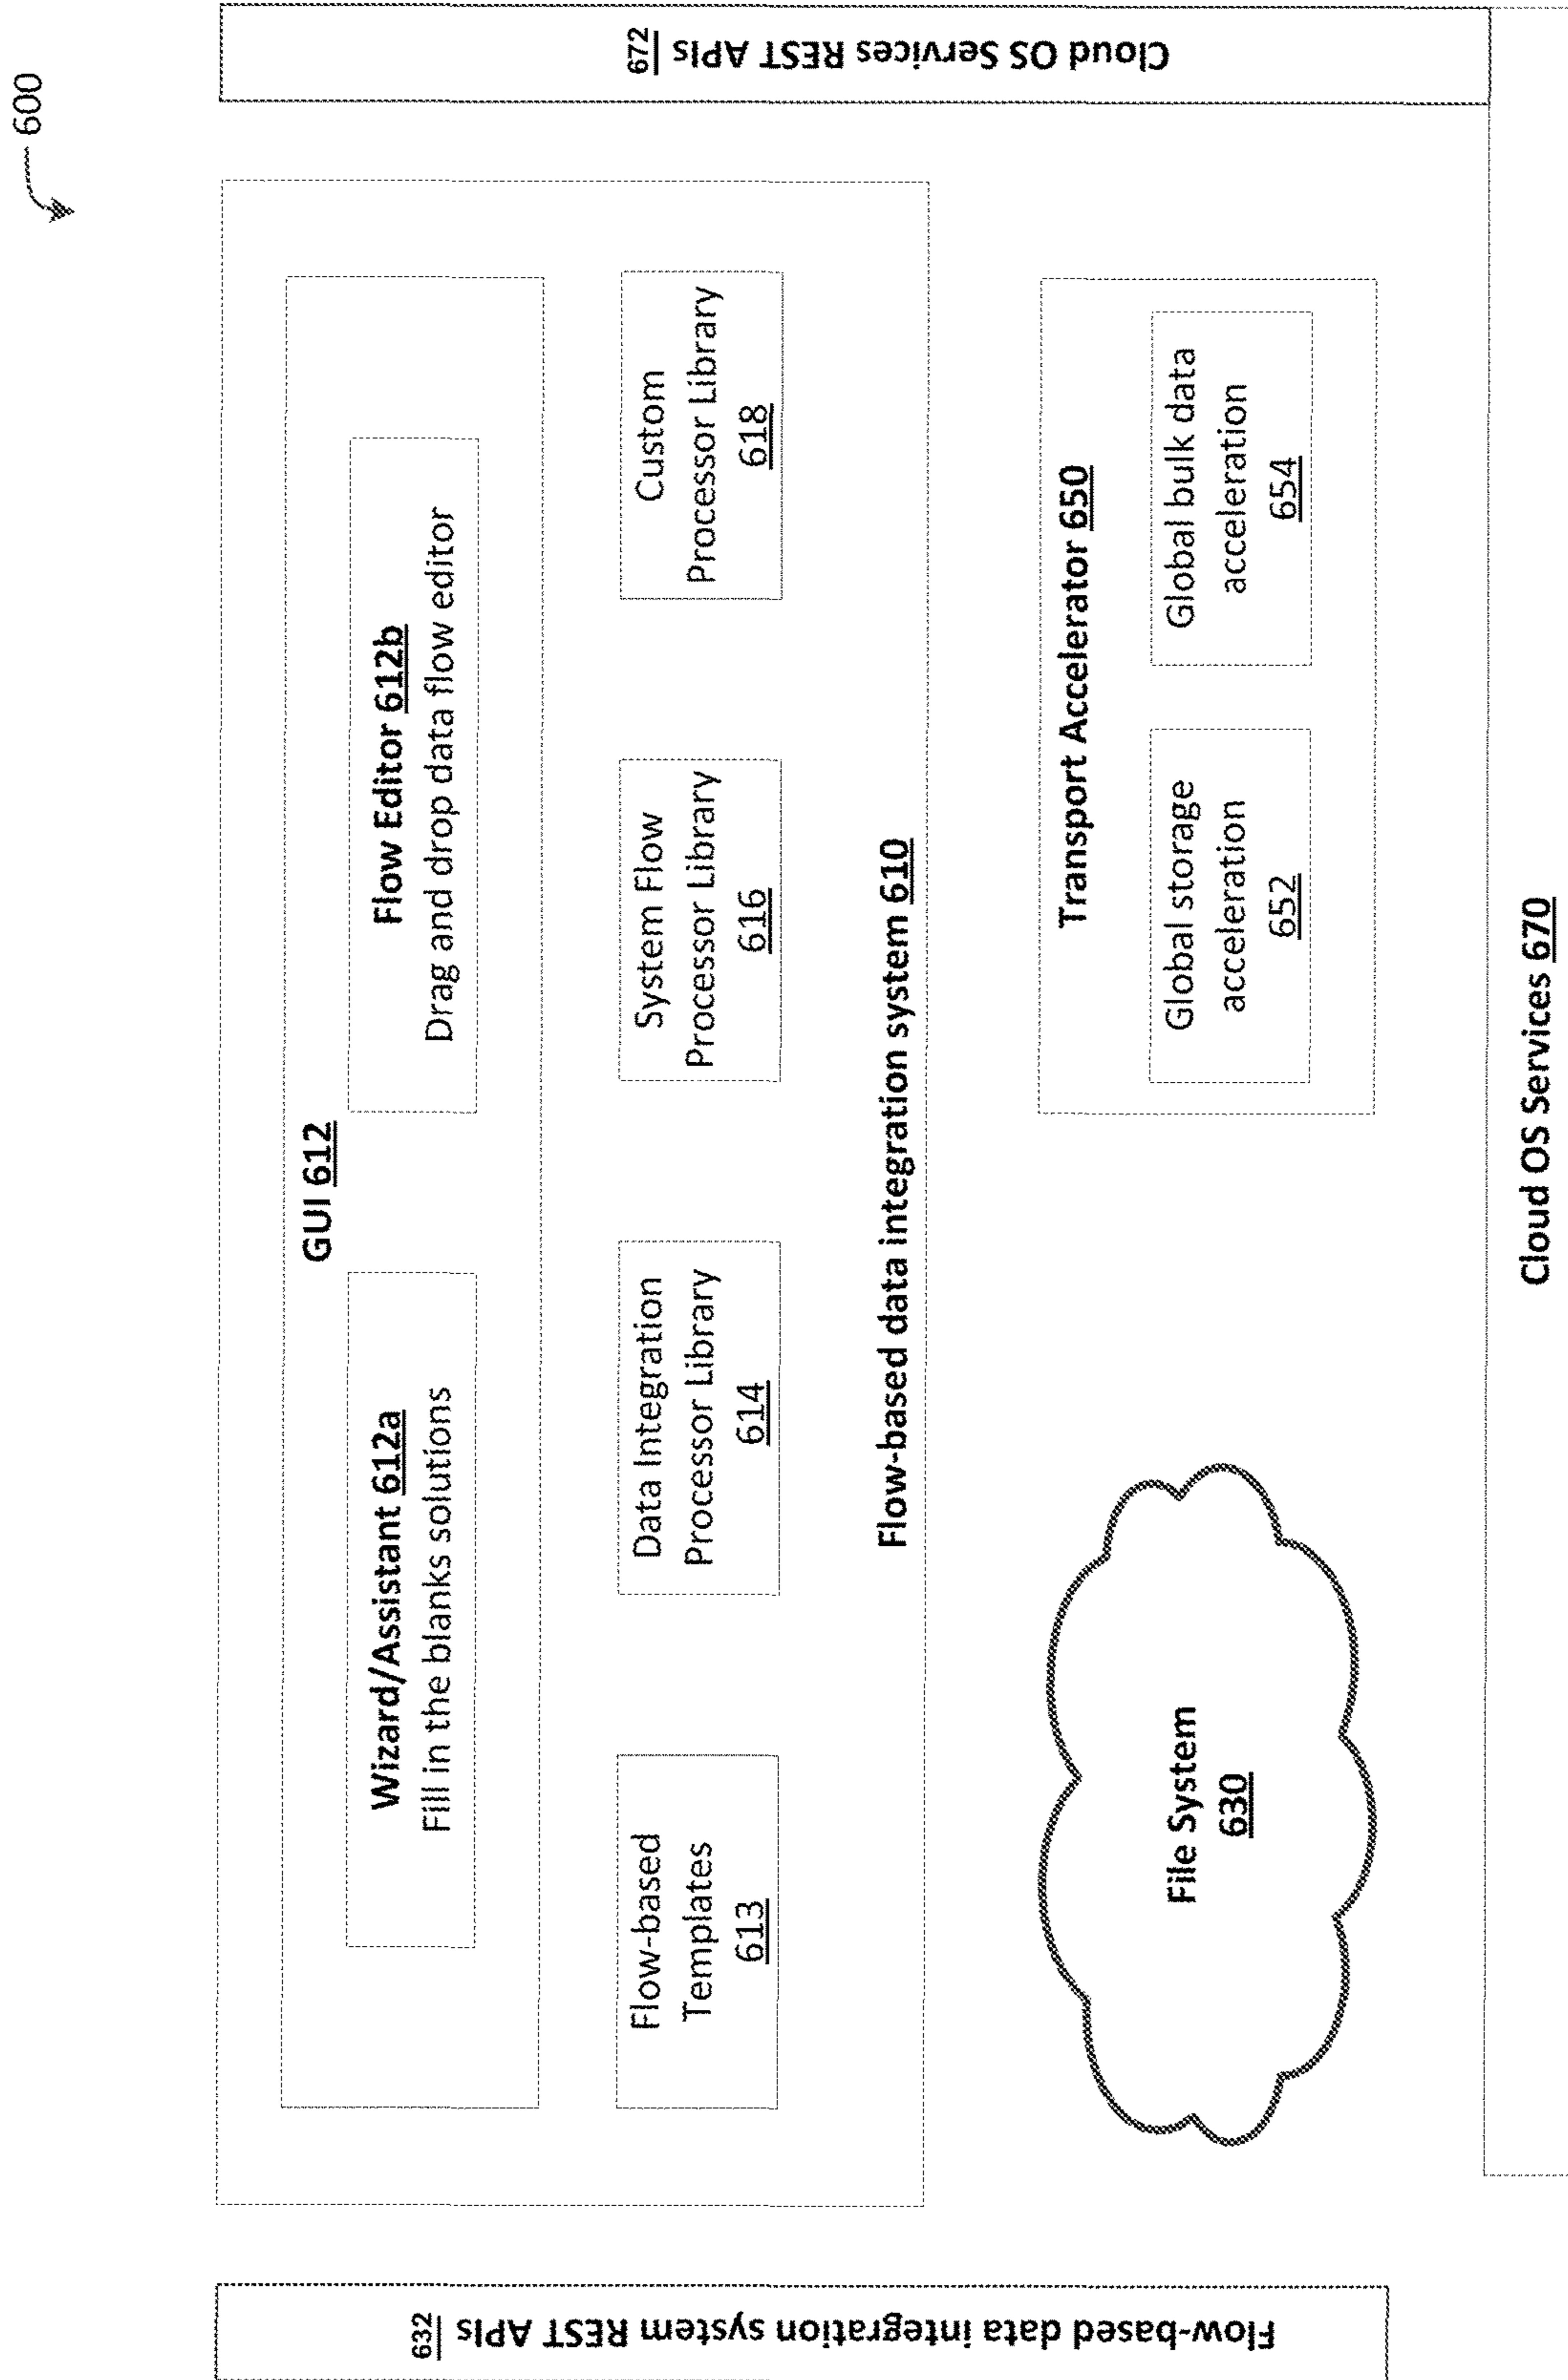 600
Flow-based data integration system REST APIs 632
GUI 612
Wizard/Assistant 612a
Fill in the blanks solutions
Flow Editor 612b
Drag and drop data flow editor
Flow-based
Templates
613
Data Integration
Processor Library
614
System Flow
Processor Library
616
Custom
Processor Library
618
Flow-based data integration system 610
File System
630
Transport Accelerator 650
Global storage
acceleration
652
Global bulk data
acceleration
654
Cloud OS Services 670
Cloud OS Services REST APIs 672